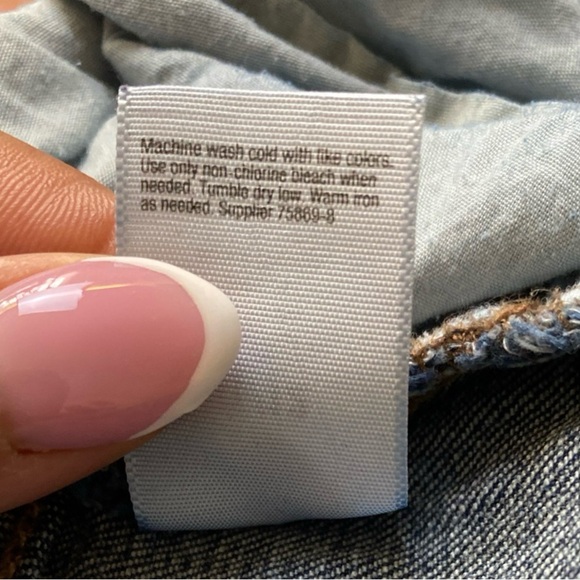 Machine wash cold with like colors.
Use only non-chlorine bleach when
needed. Tumble dry low. Warm iron
as needed. Supplier 75869-8